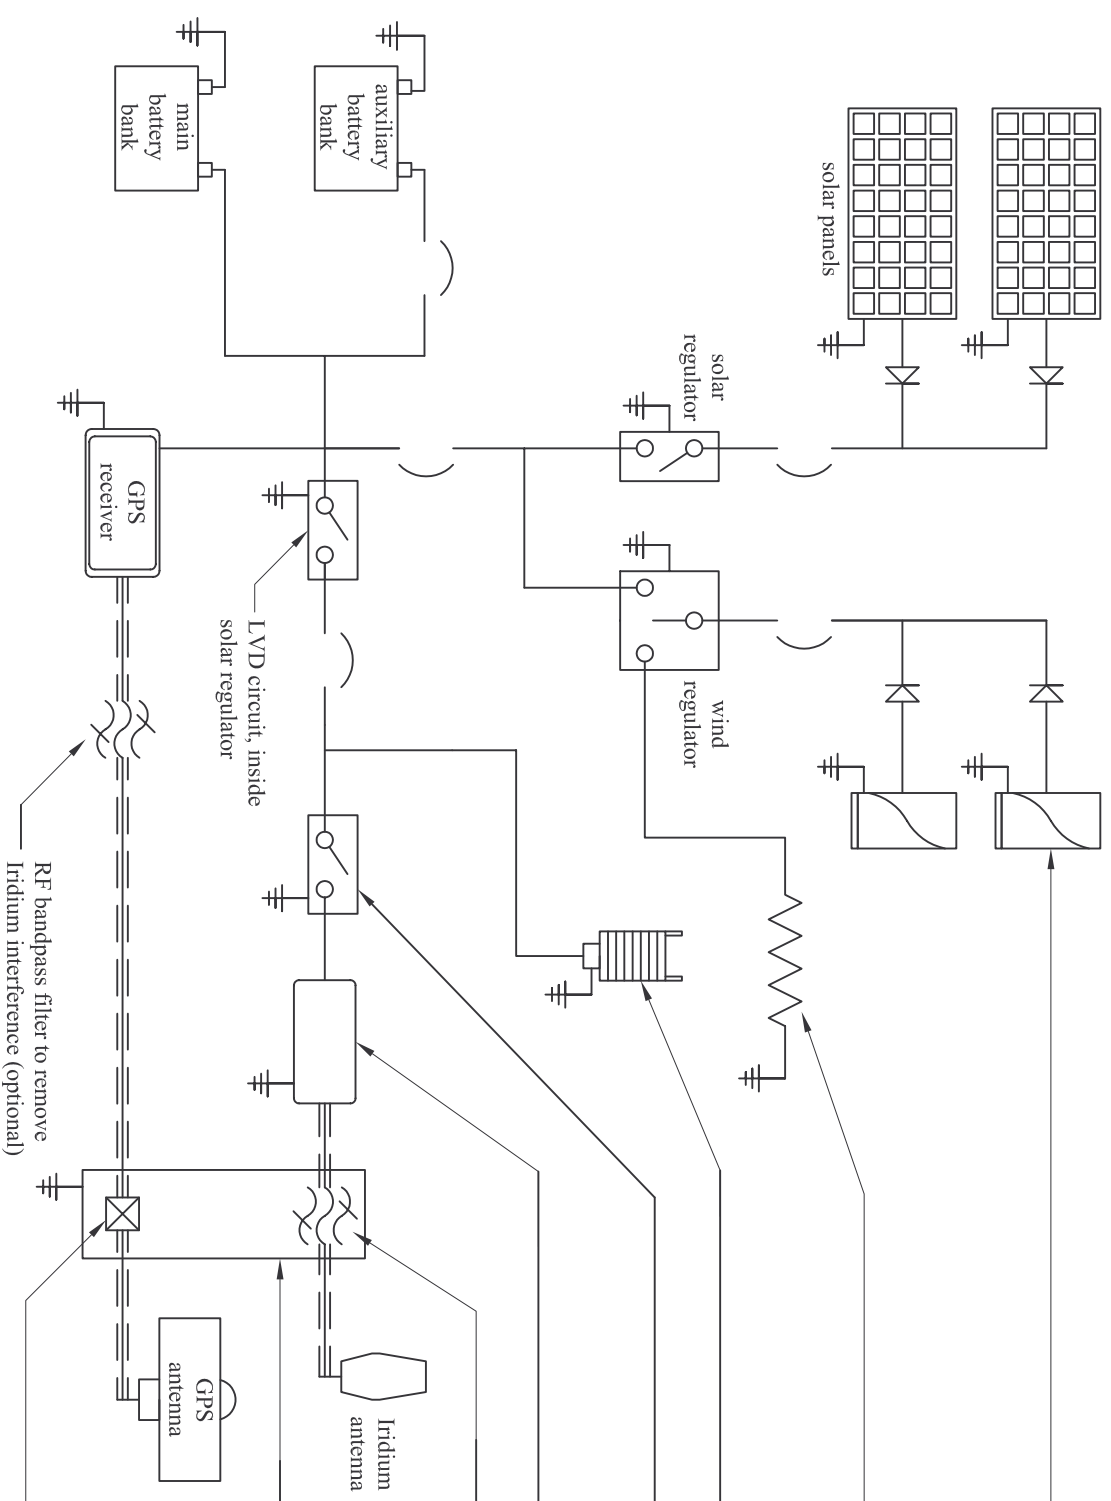 solar panels
solar
regulator
wind
regulator
auxiliary
battery
bank
main
battery
bank
LVD circuit, inside
solar regulator
GPS
receiver
RF bandpass filter to remove
Iridium interference (optional)
Iridium
antenna
GPS
antenna